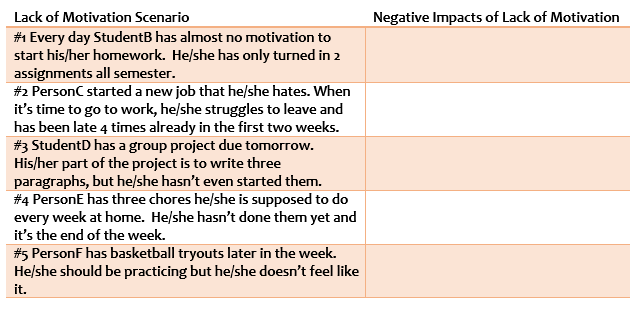 Lack of Motivation Scenario
Negative Impacts of Lack of Motivation
#1 Every day StudentB has almost no motivation to
start his/her homework.  He/she has only turned in 2
assignments all semester.
#2 PersonC started a new job that he/she hates. When
it's time to go to work, he/she struggles to leave and
has been late 4 times already in the first two weeks.
#3 StudentD has a group project due tomorrow.
His/her part of the project is to write three
paragraphs, but he/she hasn't even started them.
#4 PersonE has three chores he/she is supposed to do
every week at home.  He/she hasn't done them yet and
it's the end of the week.
#5 PersonF has basketball tryouts later in the week.
He/she should be practicing but he/she doesn't feel like
it.